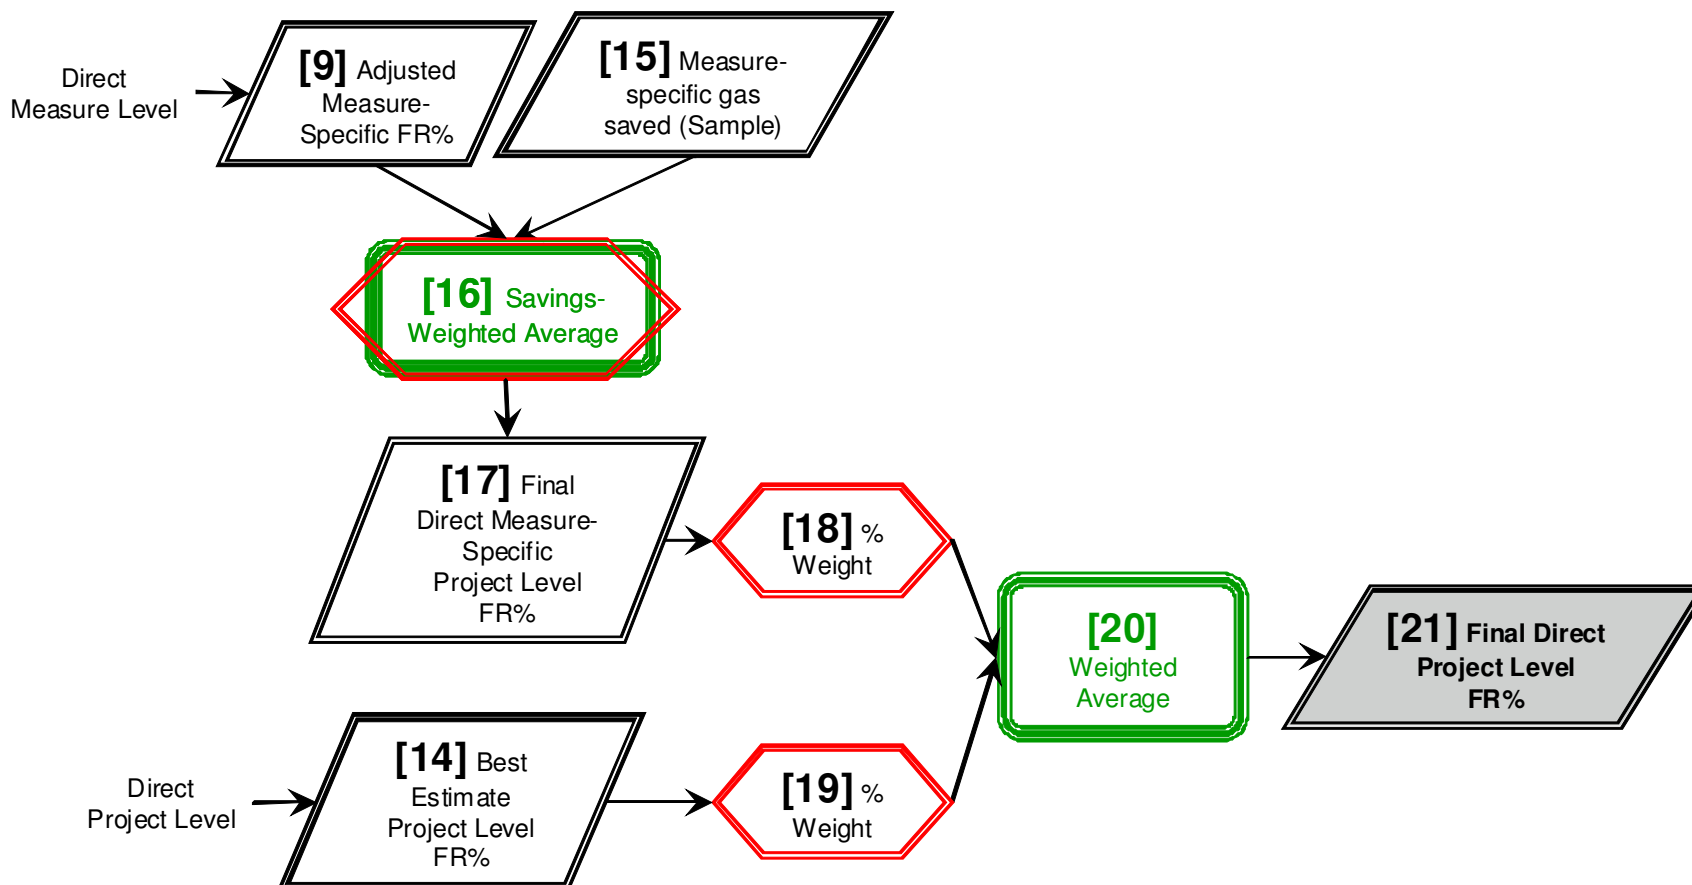 Direct
Measure Level
[9] Adjusted
Measure-
Specific FR%
[15] Measure-
specific gas
saved (Sample)
[16] Savings-
Weighted Average
[17] Final
Direct Measure-
Specific
Project Level
FR%
[18] %
Weight
[20]
Weighted
Average
[21] Final Direct
Project Level
FR%
Direct
Project Level
[14] Best
Estimate
Project Level
FR%
[19] %
Weight